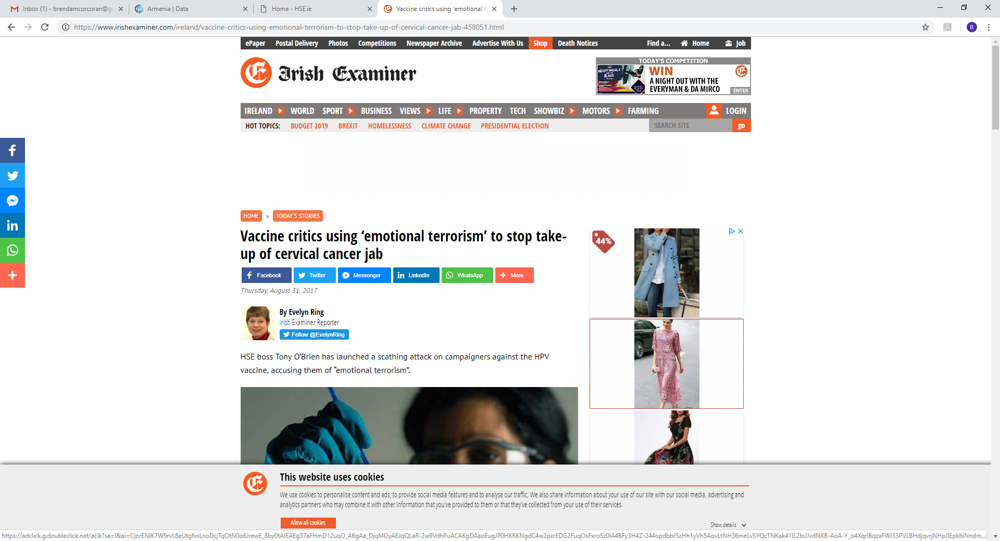 Inbox (1) - brendamcorcoran@g
Armenia | Data
Home - HSE.ie
Vaccine critics using 'emotional t
https://www.irishexaminer.com/ireland/vaccine-critics-using-emotional-terrorism-to-stop-take-up-of-cervical-cancer-jab-458051.html
B
ePaper Postal Delivery Photos Competitions Newspaper Archive Advertise With Us Shop Death Notices Find a... Home Job
Irish Examiner
TODAY'S COMPETITION
THE NIGHTINGALE AND THE ROSE
WIN
A NIGHT OUT WITH THE
EVERYMAN & DA MIRCO
ENTER
IRELAND WORLD SPORT BUSINESS VIEWS LIFE PROPERTY TECH SHOWBIZ MOTORS FARMING LOGIN
HOT TOPICS: BUDGET 2019 BREXIT HOMELESSNESS CLIMATE CHANGE PRESIDENTIAL ELECTION SEARCH SITE go
HOME » TODAY'S STORIES
Vaccine critics using ‘emotional terrorism’ to stop take-
up of cervical cancer jab
44%
Facebook Twitter Messenger LinkedIn WhatsApp More
Thursday, August 31, 2017
By Evelyn Ring
Irish Examiner Reporter
Follow @EvelynRing
HSE boss Tony O’Brien has launched a scathing attack on campaigners against the HPV
vaccine, accusing them of “emotional terrorism”.
This website uses cookies
We use cookies to personalise content and ads, to provide social media features and to analyse our traffic. We also share information about your use of our site with our social media, advertising and
analytics partners who may combine it with other information that you’ve provided to them or that they’ve collected from your use of their services.
Allow all cookies
Show details